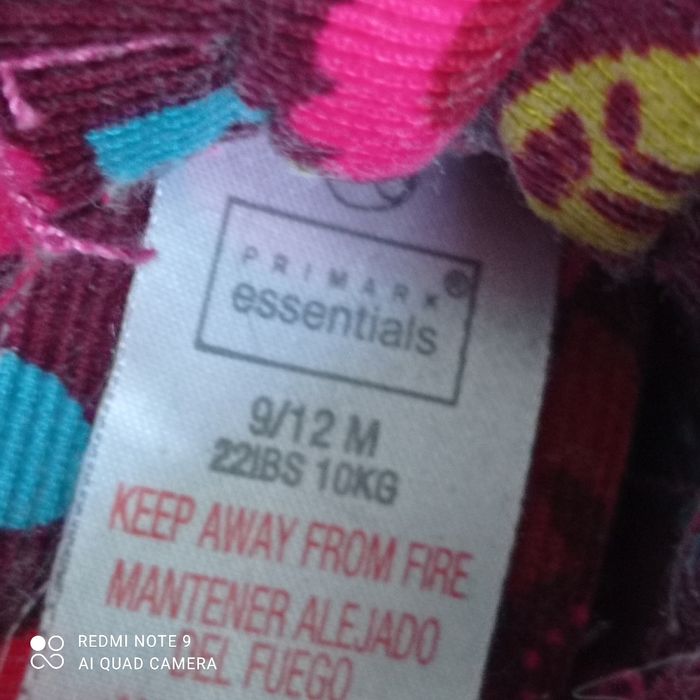 PRIMARK®
essentials
9/12 M
22lBS 10KG
KEEP AWAY FROM FIRE
MANTENER ALEJADO
DEL FUEGO
REDMI NOTE 9
AI QUAD CAMERA